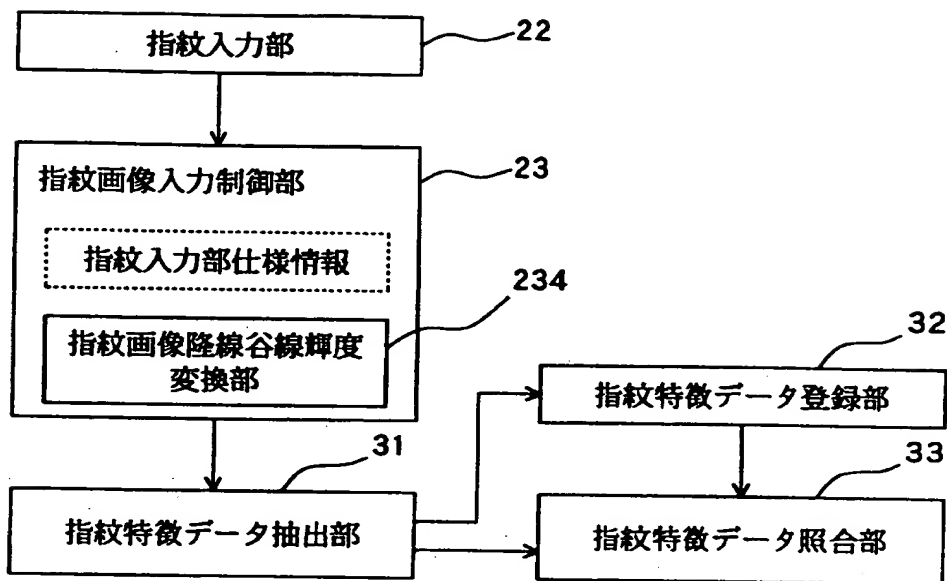 指紋入力部
22
指紋画像入力制御部
23
指紋入力部仕様情報
234
指紋画像隆線谷線輝度
変換部
32
指紋特徴データ登録部
31
33
指紋特徴データ抽出部
指紋特徴データ照合部